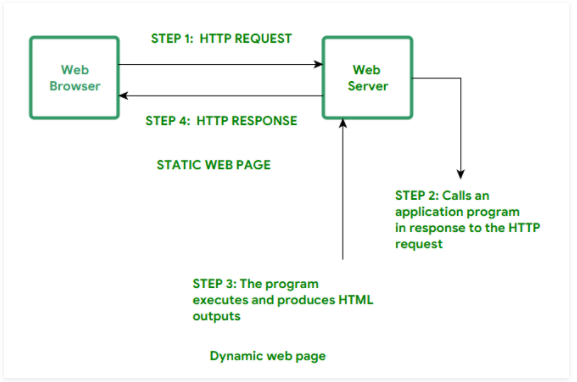 STEP 1: HTTP REQUEST
Web
Browser
Web
Server
STEP 4: HTTP RESPONSE
STATIC WEB PAGE
STEP 2: Calls an
application program
in response to the HTTP
request
STEP 3: The program
executes and produces HTML
outputs
Dynamic web page